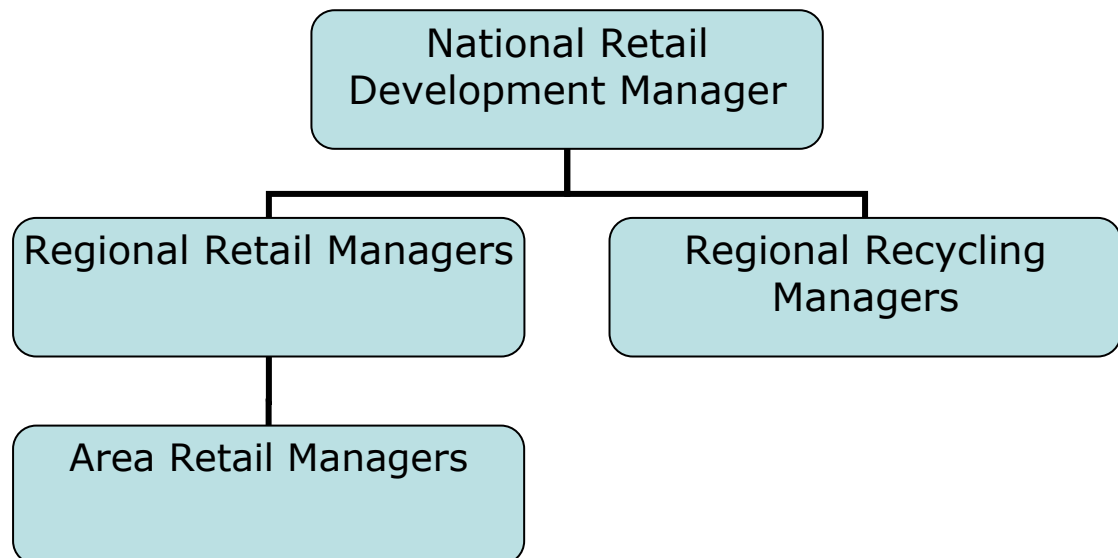 National Retail
Development Manager
Regional Retail Managers
Regional Recycling
Managers
Area Retail Managers